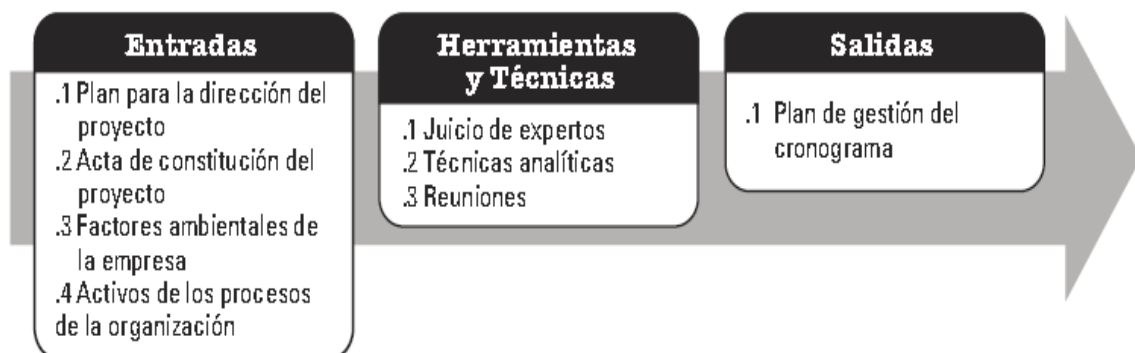 Entradas
.1 Plan para la dirección del
proyecto
.2 Acta de constitución del
proyecto
.3 Factores ambientales de
la empresa
.4 Activos de los procesos
de la organización
Herramientas
y Técnicas
.1 Juicio de expertos
.2 Técnicas analíticas
.3 Reuniones
Salidas
.1 Plan de gestión del
cronograma